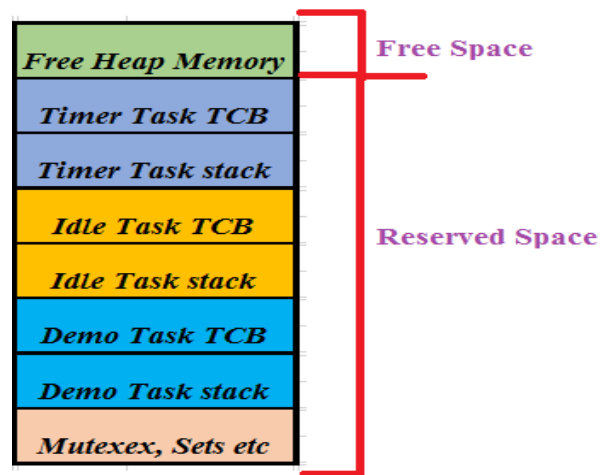 Free Heap Memory
Free Space
Timer Task TCB
Timer Task stack
Idle Task TCB
Reserved Space
Idle Task stack
Demo Task TCB
Demo Task stack
Mutexex, Sets etc